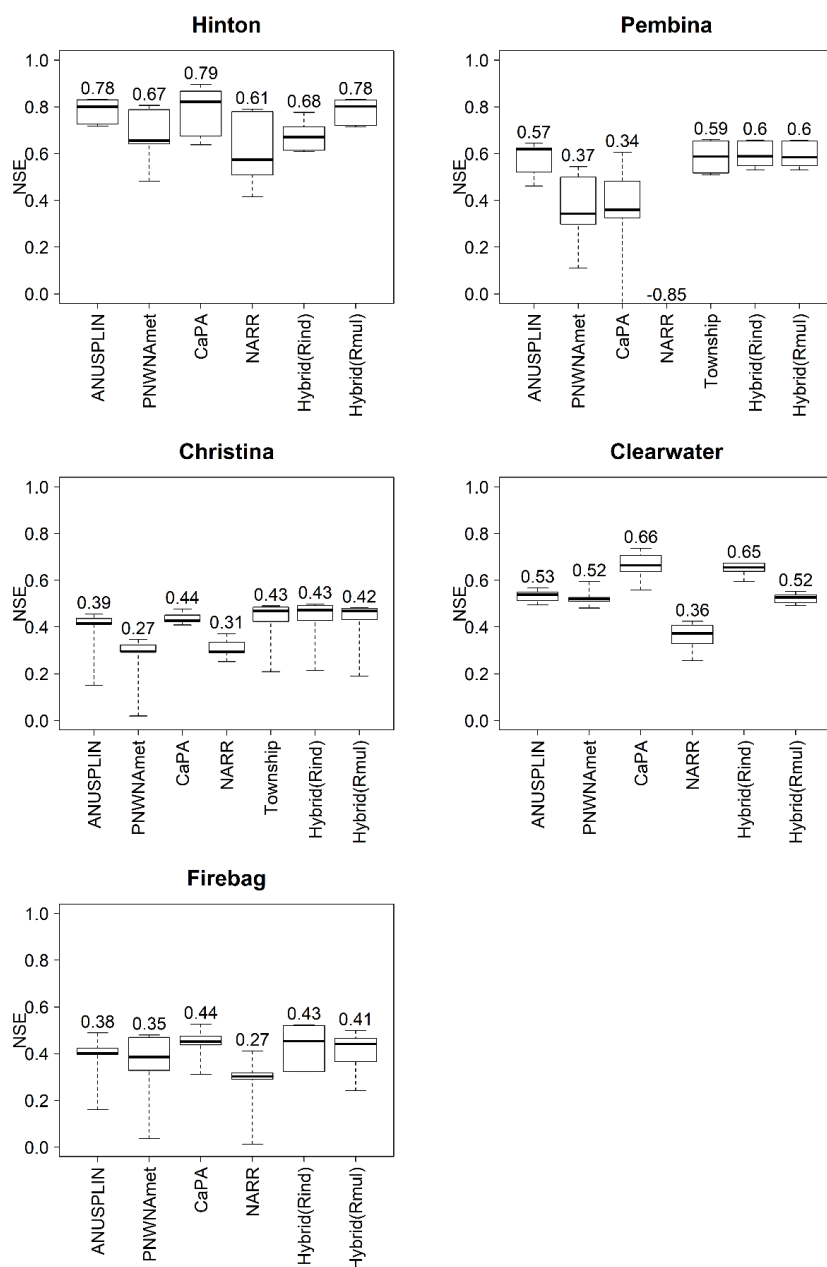 Hinton
NSE
1.0
0.8
0.6
0.4
0.2
0.0
0.78
0.67
0.79
0.61
0.68
0.78
ANUSPLIN
PNWNAmet
CaPA
NARR
Hybrid(Rind)
Hybrid(Rmul)
Pembina
NSE
1.0
0.8
0.6
0.4
0.2
0.0
0.57
0.37
0.34
-0.85
0.59
0.6
0.6
ANUSPLIN
PNWNAmet
CaPA
NARR
Township
Hybrid(Rind)
Hybrid(Rmul)
Christina
NSE
1.0
0.8
0.6
0.4
0.2
0.0
0.39
0.27
0.44
0.31
0.43
0.43
0.42
ANUSPLIN
PNWNAmet
CaPA
NARR
Township
Hybrid(Rind)
Hybrid(Rmul)
Clearwater
NSE
1.0
0.8
0.6
0.4
0.2
0.0
0.53
0.52
0.66
0.36
0.65
0.52
ANUSPLIN
PNWNAmet
CaPA
NARR
Hybrid(Rind)
Hybrid(Rmul)
Firebag
NSE
1.0
0.8
0.6
0.4
0.2
0.0
0.38
0.35
0.44
0.27
0.43
0.41
ANUSPLIN
PNWNAmet
CaPA
NARR
Hybrid(Rind)
Hybrid(Rmul)